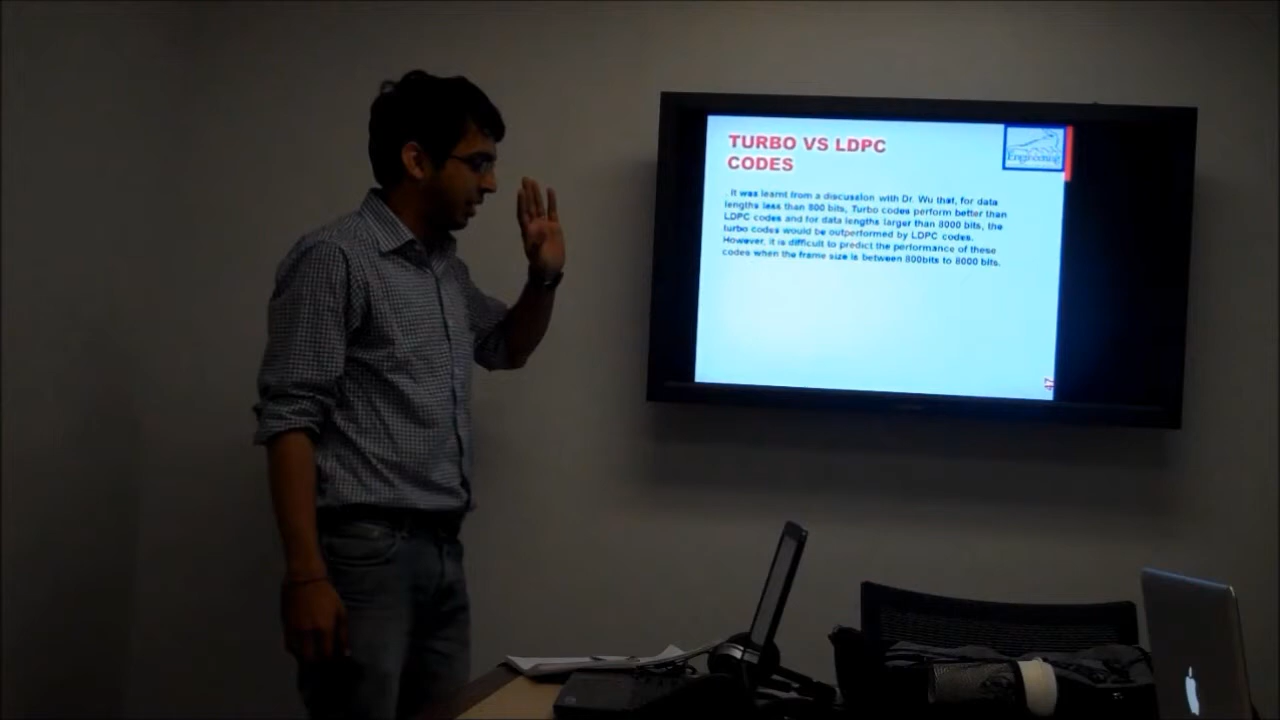 TURBO VS LDPC
CODES
Engineering
. It was learnt from a discussion with Dr. Wu that, for data
lengths less than 800 bits, Turbo codes perform better than
LDPC codes and for data lengths larger than 8000 bits, the
turbo codes would be outperformed by LDPC codes.
However, it is difficult to predict the performance of these
codes when the frame size is between 800bits to 8000 bits.